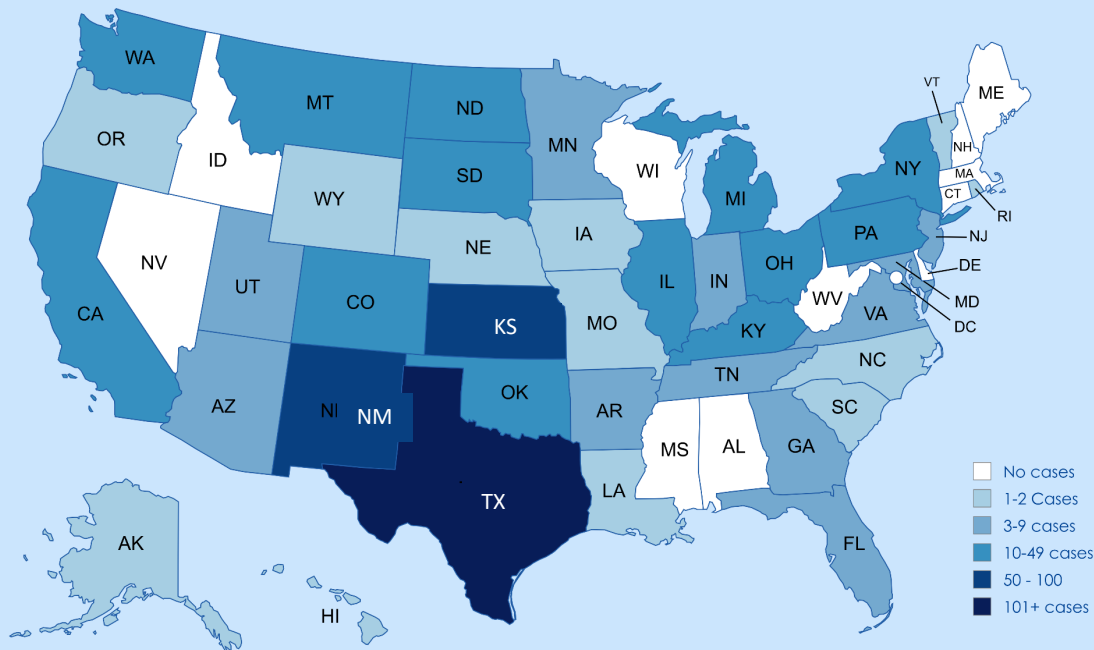 WA
MT
ND
MN
VT
ME
OR
ID
SD
WI
NH
NY
MA
CT
RI
WY
MI
NE
IA
PA
NJ
NV
UT
CO
IL
IN
OH
DE
CA
WV
MD
VA
DC
KS
MO
KY
NC
TN
AZ
NI
NM
OK
AR
SC
MS
AL
GA
TX
LA
FL
AK
HI
No cases
1-2 Cases
3-9 cases
10-49 cases
50 - 100
101+ cases